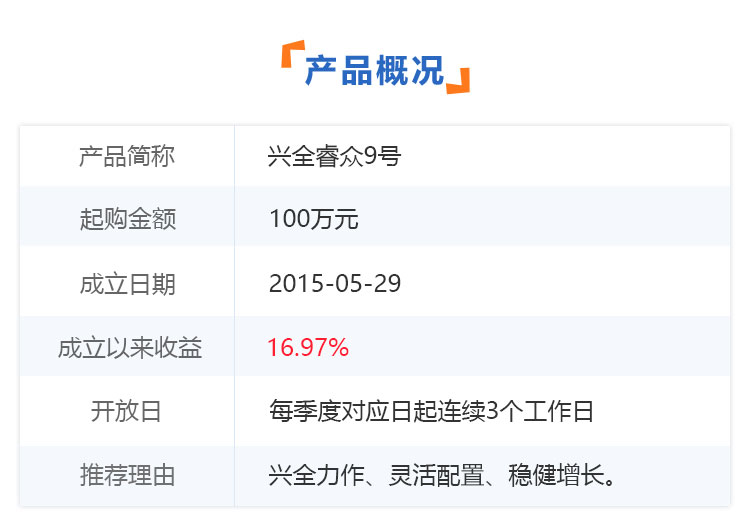 产品概况
产品简称 兴全睿众9号
起购金额 100万元
成立日期 2015-05-29
成立以来收益 16.97%
开放日 每季度对应日起连续3个工作日
推荐理由 兴全力作、灵活配置、稳健增长。